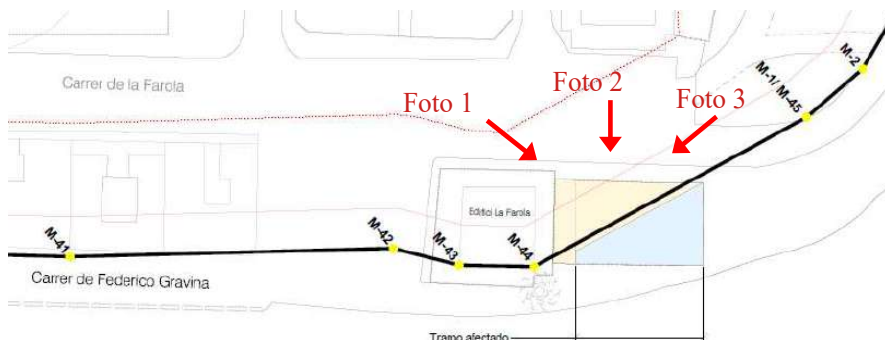 Carrer de la Farola
Foto 1
Foto 2
Foto 3
M-2
M-1/ M-45
Edifici La Farola
M-41
M-42
M-43
M-44
Carrer de Federico Gravina
Tramo afectado